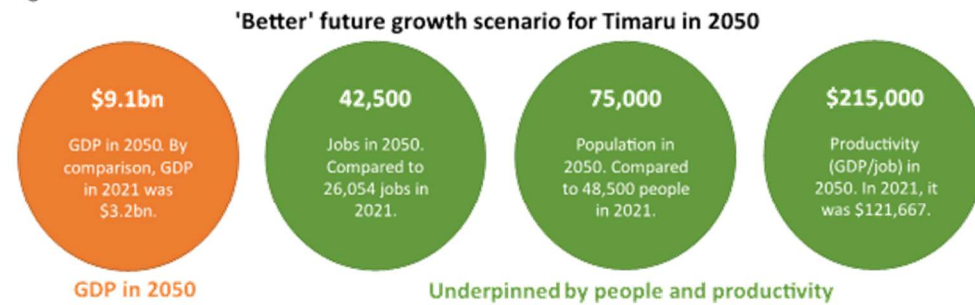 'Better' future growth scenario for Timaru in 2050
$9.1bn
GDP in 2050. By
comparison, GDP
in 2021 was
$3.2bn.
42,500
Jobs in 2050.
Compared to
26,054 jobs in
2021.
75,000
Population in
2050. Compared
to 48,500 people
in 2021.
$215,000
Productivity
(GDP/job) in
2050. In 2021, it
was $121,667.
GDP in 2050
Underpinned by people and productivity